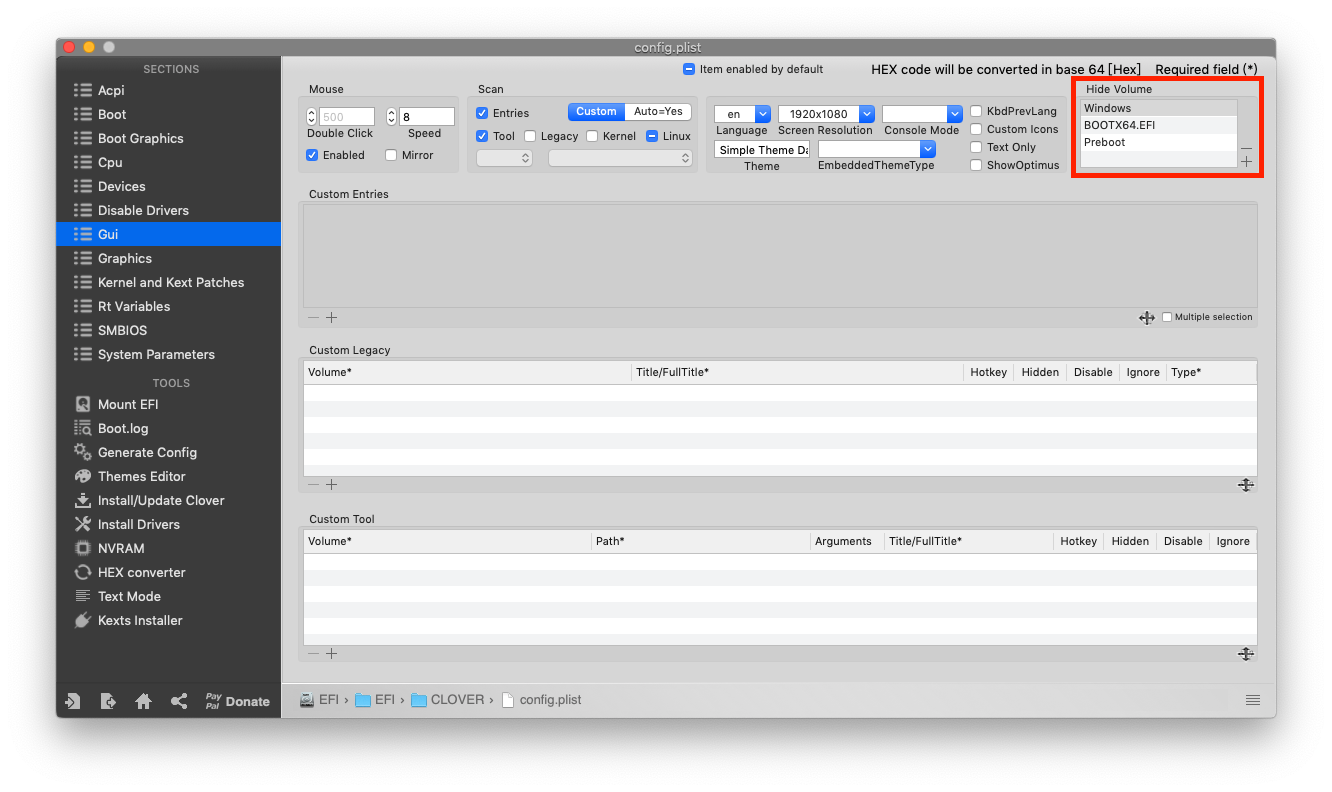 config.plist
SECTIONS
Acpi
Boot
Boot Graphics
Cpu
Devices
Disable Drivers
Gui
Graphics
Kernel and Kext Patches
Rt Variables
SMBIOS
System Parameters
TOOLS
Mount EFI
Boot.log
Generate Config
Themes Editor
Install/Update Clover
Install Drivers
NVRAM
HEX converter
Text Mode
Kexts Installer
Pay
Pal
Donate
Item enabled by default
HEX code will be converted in base 64 [Hex]
Required field (*)
Mouse
500
8
Double Click
Speed
Enabled
Mirror
Scan
Entries
Custom
Auto=Yes
Tool
Legacy
Kernel
Linux
en
1920x1080
Language
Screen Resolution
Console Mode
Simple Theme Da
Theme
EmbeddedThemeType
KbdPrevLang
Custom Icons
Text Only
ShowOptimus
Hide Volume
Windows
BOOTX64.EFI
Preboot
Custom Entries
Multiple selection
Custom Legacy
Volume*
Title/FullTitle*
Hotkey
Hidden
Disable
Ignore
Type*
Custom Tool
Volume*
Path*
Arguments
Title/FullTitle*
Hotkey
Hidden
Disable
Ignore
EFI › EFI › CLOVER › config.plist